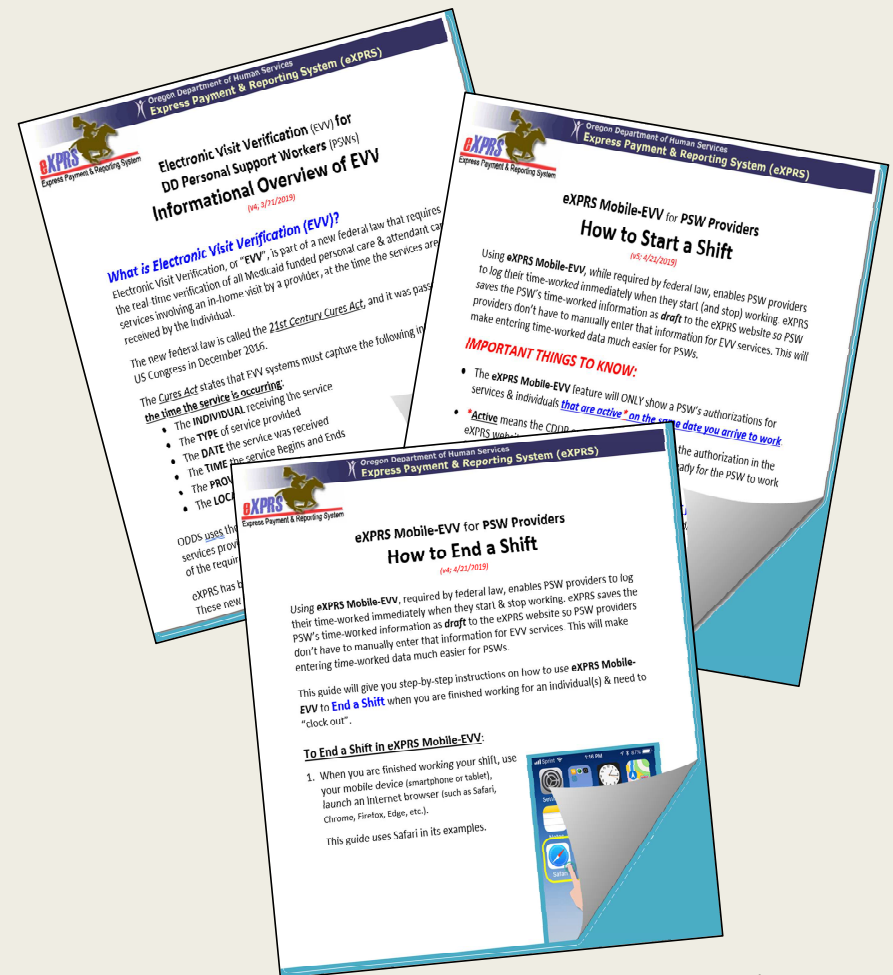 Oregon Department of Human Services
Express Payment & Reporting System (eXPRS)
eXPRS
Express Payment & Reporting System
Electronic Visit Verification (EVV) for
DD Personal Support Workers (PSWs)
Informational Overview of EVV
(v4; 3/21/2019)
What is Electronic Visit Verification (EVV)?
Electronic Visit Verification, or "EVV", is part of a new federal law that requires
the real-time verification of all Medicaid funded personal care & attendant
services involving an in-home visit by a provider, at the time the services are
received by the Individual.
The new federal law is called the 21st Century Cures Act, and it was
US Congress in December 2016.
The Cures Act states that EVV systems must capture the following
the time the service is occurring:
• The INDIVIDUAL receiving the service
• The TYPE of service provided
• The DATE the service was received
• The TIME the service Begins and Ends
• The
• The
ODDS uses the
services
of the
eXPRS has
These new
Oregon Department of Human Services
Express Payment & Reporting System (eXPRS)
eXPRS
Express Payment & Reporting System
eXPRS Mobile-EVV for PSW Providers
How to Start a Shift
(v5; 4/21/2019)
Using eXPRS Mobile-EVV, while required by federal law, enables PSW providers
to log their time-worked immediately when they start (and stop) working. eXPRS
saves the PSW's time-worked information as draft to the eXPRS website so PSW
providers don't have to manually enter that information for EVV services. This will
make entering time-worked data much easier for PSWs.
IMPORTANT THINGS TO KNOW:
• The eXPRS Mobile-EVV feature will ONLY show a PSW's authorizations for
services & individuals that are active* on the same date you arrive to work
• *Active means the
the authorization in the
eXPRS
for the PSW to work
Oregon Department of Human Services
Express Payment & Reporting System (eXPRS)
eXPRS
Express Payment & Reporting System
eXPRS Mobile-EVV for PSW Providers
How to End a Shift
(v4; 4/21/2019)
Using eXPRS Mobile-EVV, required by federal law, enables PSW providers to log
their time-worked immediately when they start & stop working. eXPRS saves the
PSW's time-worked information as draft to the eXPRS website so PSW providers
don't have to manually enter that information for EVV services. This will make
entering time-worked data much easier for PSWs.
This guide will give you step-by-step instructions on how to use eXPRS Mobile-
EVV to End a Shift when you are finished working for an individual(s) & need to
"clock out".
To End a Shift in eXPRS Mobile-EVV:
1. When you are finished working your shift, use
your mobile device (smartphone or tablet),
launch an Internet browser (such as Safari,
Chrome, Firefox, Edge, etc.).
This guide uses Safari in its examples.
Sprint
1:16 PM
87%
Safari